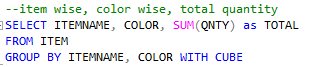 --item wise, color wise, total quantity
SELECT ITEMNAME, COLOR, SUM(QNTY) as TOTAL
FROM ITEM
GROUP BY ITEMNAME, COLOR WITH CUBE